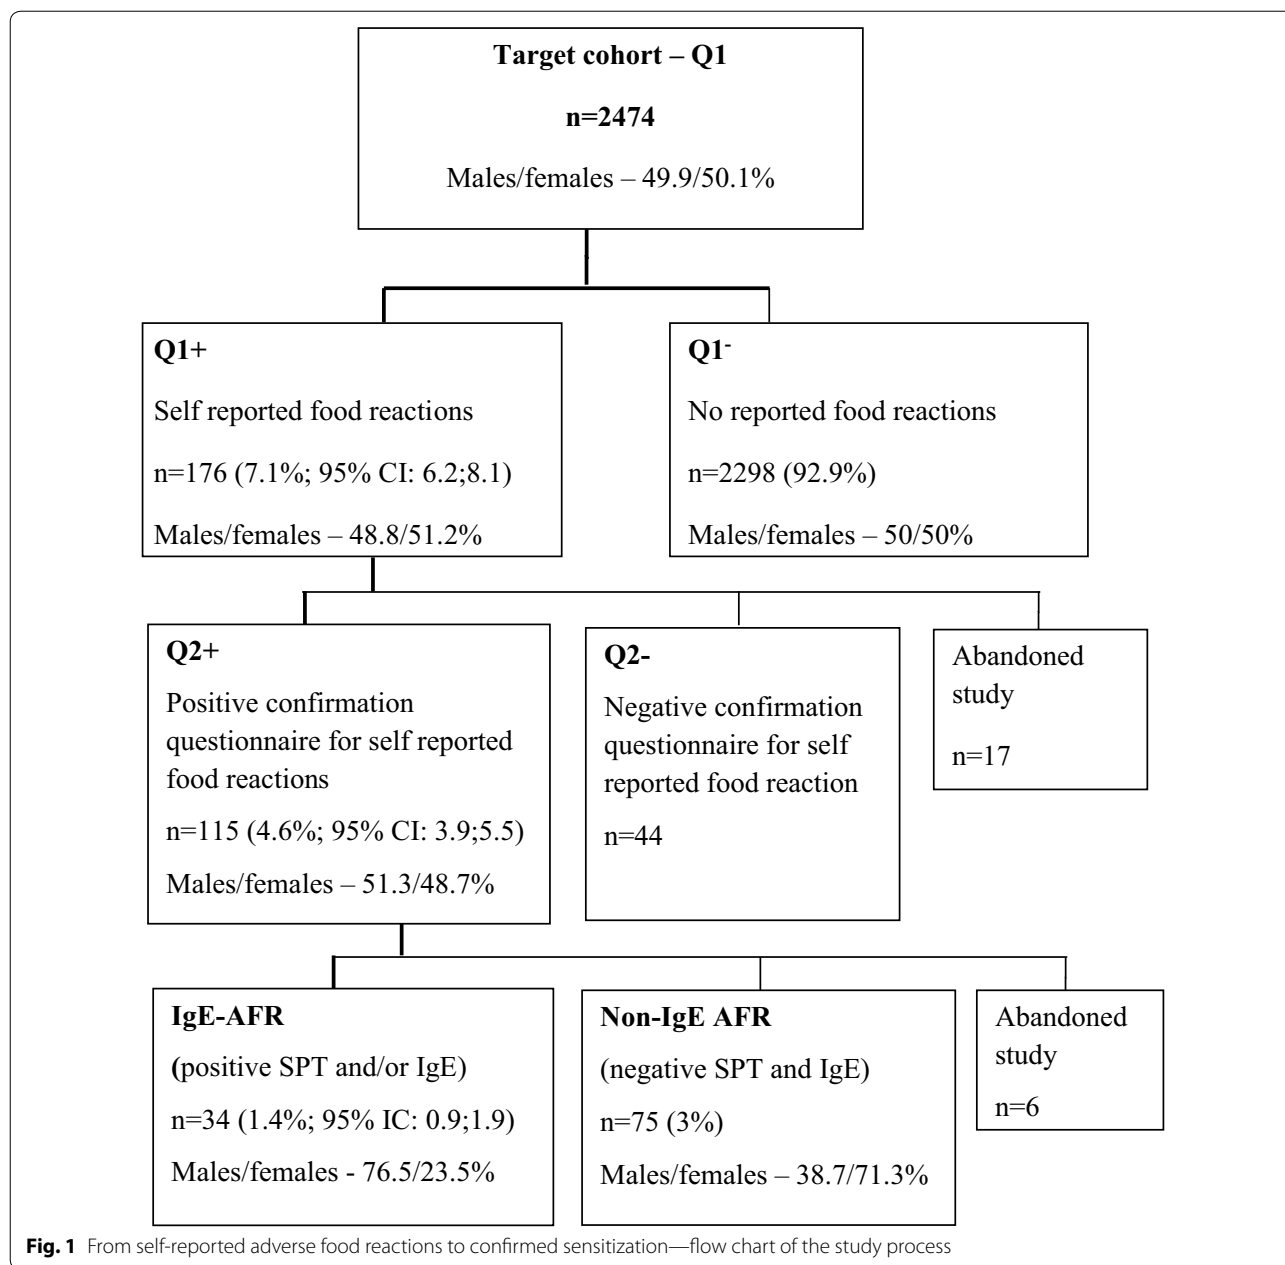 Target cohort – Q1
n=2474
Males/females – 49.9/50.1%
Q1+
Self reported food reactions
n=176 (7.1%; 95% CI: 6.2;8.1)
Males/females – 48.8/51.2%
Q1-
No reported food reactions
n=2298 (92.9%)
Males/females – 50/50%
Q2+
Positive confirmation
questionnaire for self reported
food reactions
n=115 (4.6%; 95% CI: 3.9;5.5)
Males/females – 51.3/48.7%
Q2-
Negative confirmation
questionnaire for self
reported food reaction
n=44
Abandoned
study
n=17
IgE-AFR
(positive SPT and/or IgE)
n=34 (1.4%; 95% IC: 0.9;1.9)
Males/females - 76.5/23.5%
Non-IgE AFR
(negative SPT and IgE)
n=75 (3%)
Males/females – 38.7/71.3%
Abandoned
study
n=6
Fig. 1 From self-reported adverse food reactions to confirmed sensitization—flow chart of the study process